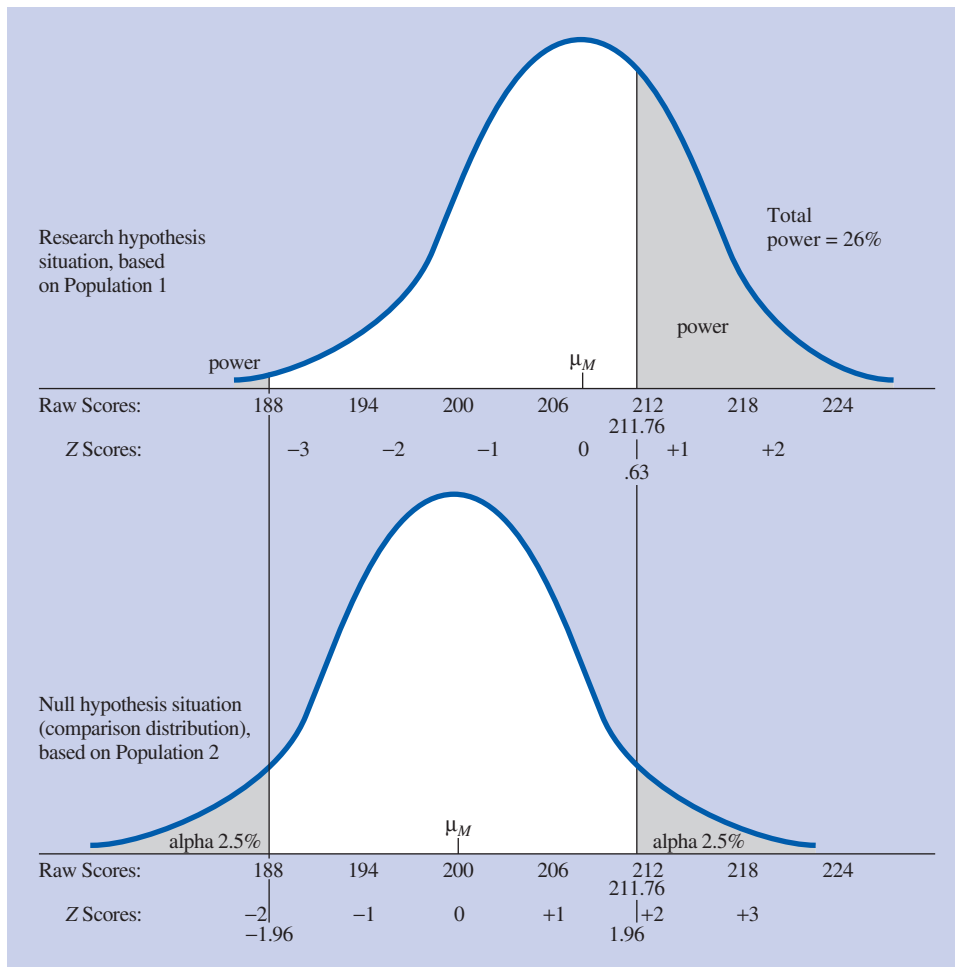 Total
power = 26%
Research hypothesis
situation, based
on Population 1
power
power
μM
Raw Scores: 188 194 200 206 212 218 224
211.76
Z Scores: −3 −2 −1 0 +1 +2
.63
Null hypothesis situation
(comparison distribution),
based on Population 2
μM
alpha 2.5% alpha 2.5%
Raw Scores: 188 194 200 206 212 218 224
211.76
Z Scores: −2 −1 0 +1 +2 +3
−1.96 1.96